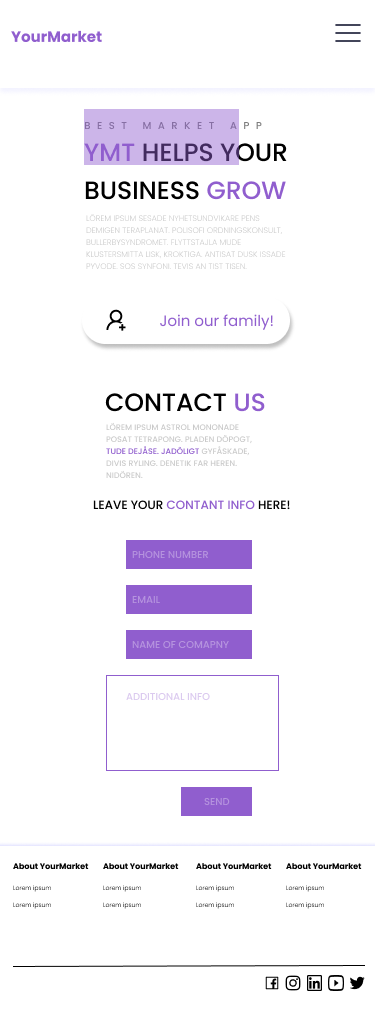 YourMarket
BEST MARKET APP
YMT HELPS YOUR
BUSINESS GROW
LÖREM IPSUM SESADE NYHETSUNDVIKARE PENS
DEMIGEN TERAPLANAT. POLISOFI ORDNINGSKONSULT,
BULLERBYSYNDROMET. FLYTTSTAJLA MUDE
KLUSTERSMITTA LISK, KROKTIGA. ANTISAT DUSK ISSADE
PYVODE. SOS SYNFONI. TEVIS AN TIST TISEN.
Join our family!
CONTACT US
LÖREM IPSUM ASTROL MONONADE
POSAT TETRAPONG. PLADEN DÖPOGT,
TUDE DEJÅSE. JADÖLIGT GYFÅSKADE,
DIVIS RYLING. DENETIK FAR HEREN.
NIDÖREN.
LEAVE YOUR CONTANT INFO HERE!
PHONE NUMBER
EMAIL
NAME OF COMAPNY
ADDITIONAL INFO
SEND
About YourMarket About YourMarket About YourMarket About YourMarket
Lorem ipsum Lorem ipsum Lorem ipsum Lorem ipsum
Lorem ipsum Lorem ipsum Lorem ipsum Lorem ipsum